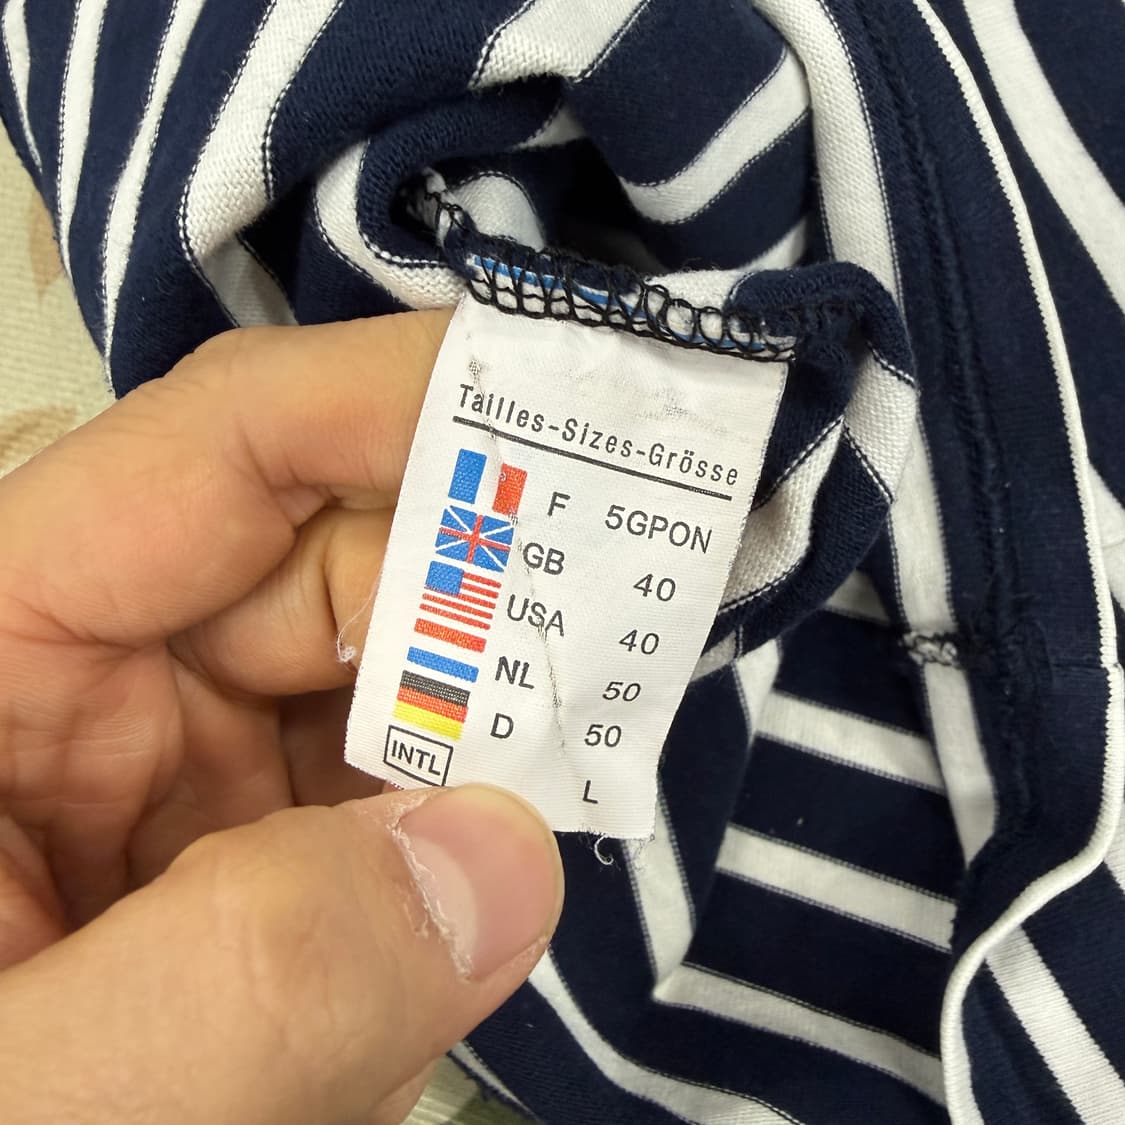 Tailles-Sizes-Grösse
F 5GPON
GB 40
USA 40
NL 50
D 50
INTL L